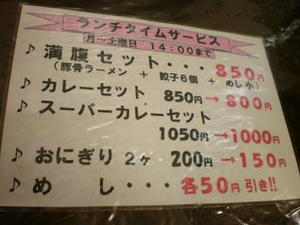 ランチタイムサービス
月〜土曜日 14:00まで
♪ 満腹セット・・・850円
(豚骨ラーメン + 餃子6個 + めし小)
♪ カレーセット 850円→800円
♪ スーパーカレーセット
1050円→1000円
♪ おにぎり 2ヶ 200円→150円
♪ めし・・・各50円引き!!